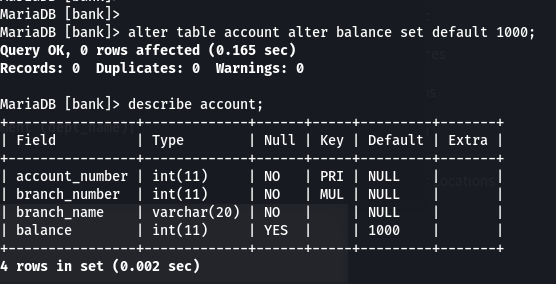 MariaDB [bank]>
MariaDB [bank]> alter table account alter balance set default 1000;
Query OK, 0 rows affected (0.165 sec)
Records: 0  Duplicates: 0  Warnings: 0
MariaDB [bank]> describe account;
+----------------+-------------+------+-----+---------+-------+
| Field          | Type        | Null | Key | Default | Extra |
+----------------+-------------+------+-----+---------+-------+
| account_number | int(11)     | NO   | PRI | NULL    |       |
| branch_number  | int(11)     | NO   | MUL | NULL    |       |
| branch_name    | varchar(20) | NO   |     | NULL    |       |
| balance        | int(11)     | YES  |     | 1000    |       |
+----------------+-------------+------+-----+---------+-------+
4 rows in set (0.002 sec)